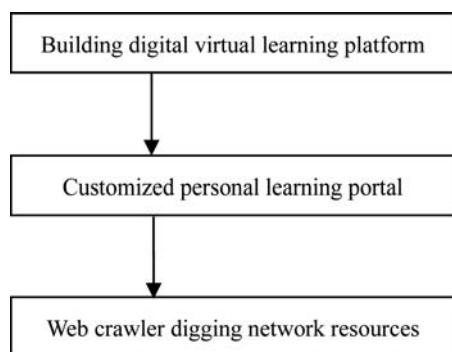 Building digital virtual learning platform
Customized personal learning portal
Web crawler digging network resources